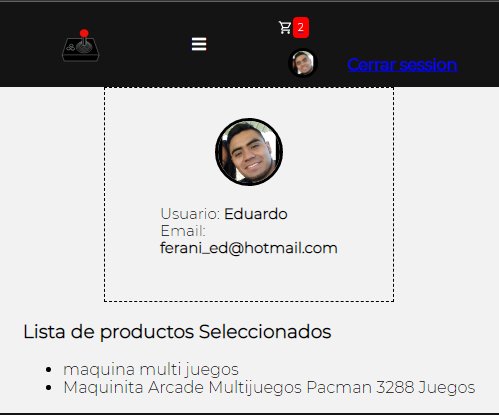 2
Cerrar session
Usuario: Eduardo
Email:
ferani_ed@hotmail.com
Lista de productos Seleccionados
maquina multi juegos
Maquinita Arcade Multijuegos Pacman 3288 Juegos